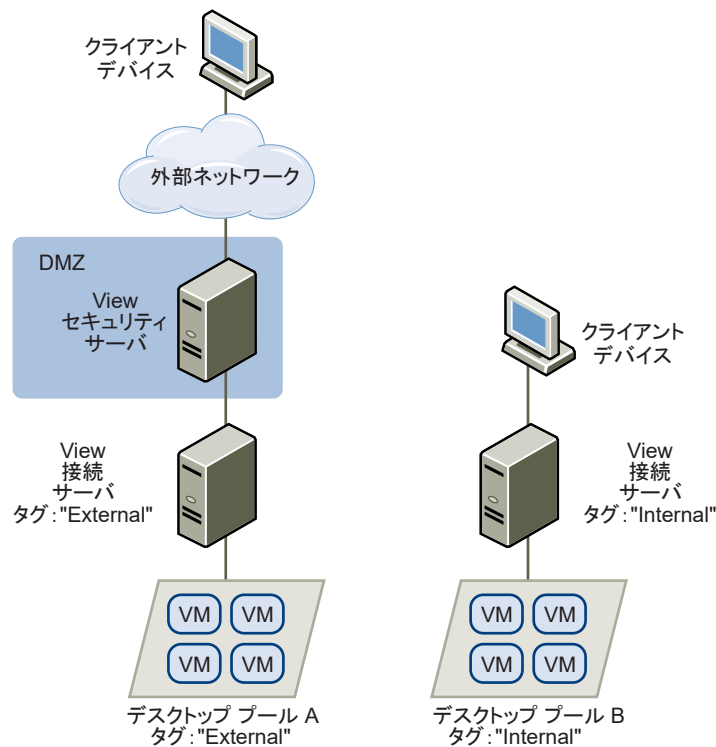 クライアント
デバイス
外部ネットワーク
DMZ
View
セキュリティ
サーバ
クライアント
デバイス
View
接続
サーバ
タグ："External"
View
接続
サーバ
タグ："Internal"
VM VM
VM VM
VM VM
VM VM
デスクトップ プール A
タグ："External"
デスクトップ プール B
タグ："Internal"